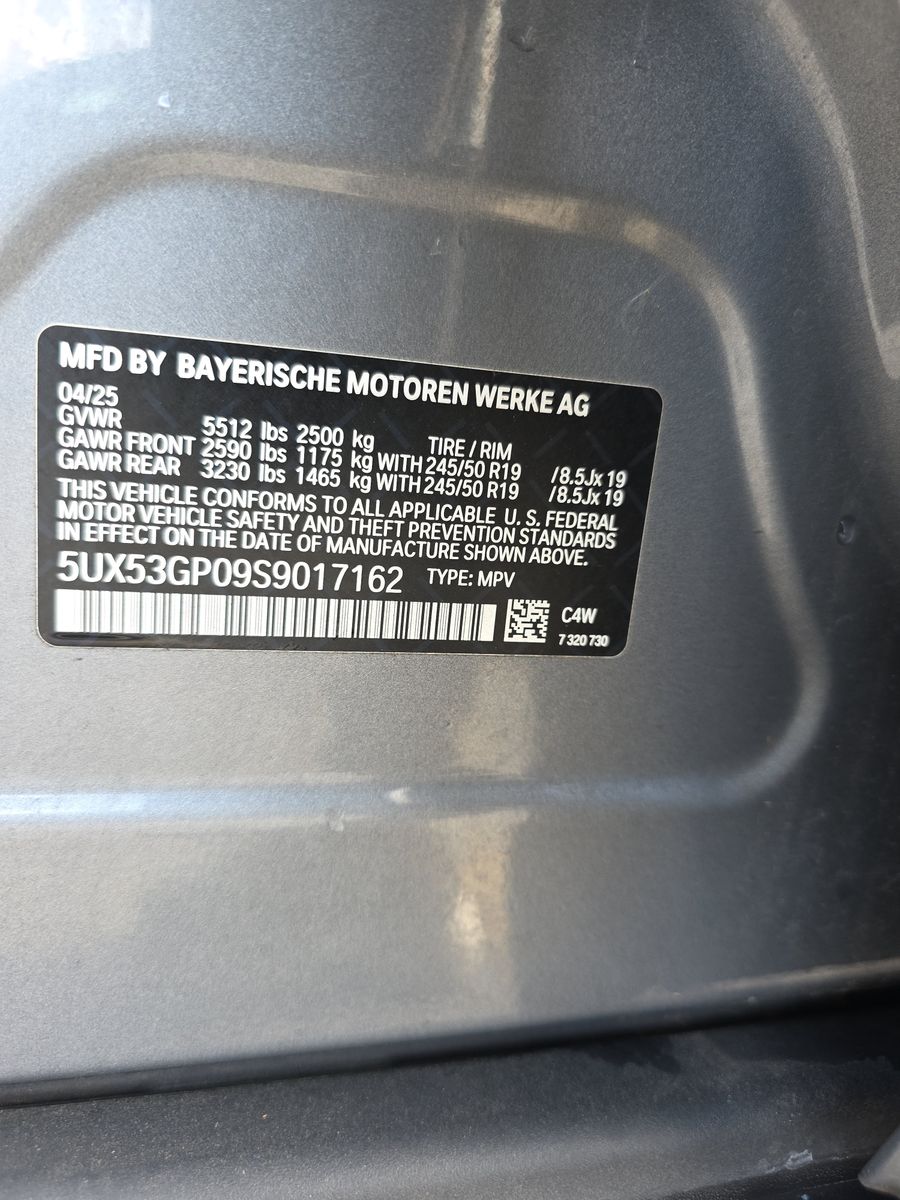 MFD BY BAYERISCHE MOTOREN WERKE AG
04/25
GVWR 5512 lbs 2500 kg TIRE / RIM
GAWR FRONT 2590 lbs 1175 kg WITH 245/50 R19 /8.5Jx 19
GAWR REAR 3230 lbs 1465 kg WITH 245/50 R19 /8.5Jx 19
THIS VEHICLE CONFORMS TO ALL APPLICABLE U. S. FEDERAL
MOTOR VEHICLE SAFETY AND THEFT PREVENTION STANDARDS
IN EFFECT ON THE DATE OF MANUFACTURE SHOWN ABOVE.
5UX53GP09S9017162 TYPE: MPV
C4W
7 320 730